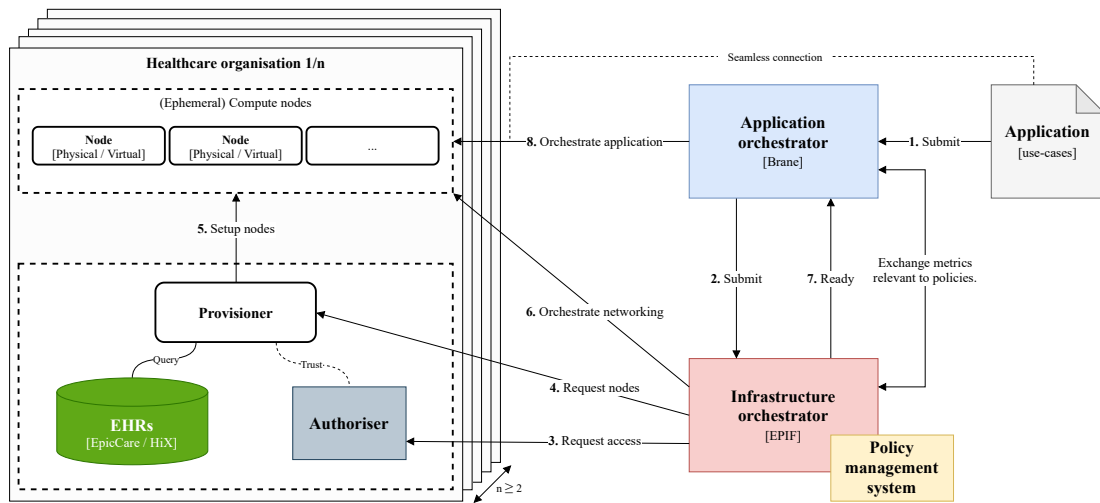 Seamless connection
Healthcare organisation 1/n
(Ephemeral) Compute nodes
Node
[Physical / Virtual]
Node
[Physical / Virtual]
...
8. Orchestrate application
Application
orchestrator
[Brane]
1. Submit
Application
[use-cases]
5. Setup nodes
2. Submit
7. Ready
Exchange metrics
relevant to policies.
Provisioner
6. Orchestrate networking
Query
Trust
4. Request nodes
EHRs
[EpicCare / HiX]
Authoriser
3. Request access
Infrastructure
orchestrator
[EPIF]
Policy
management
system
n ≥ 2